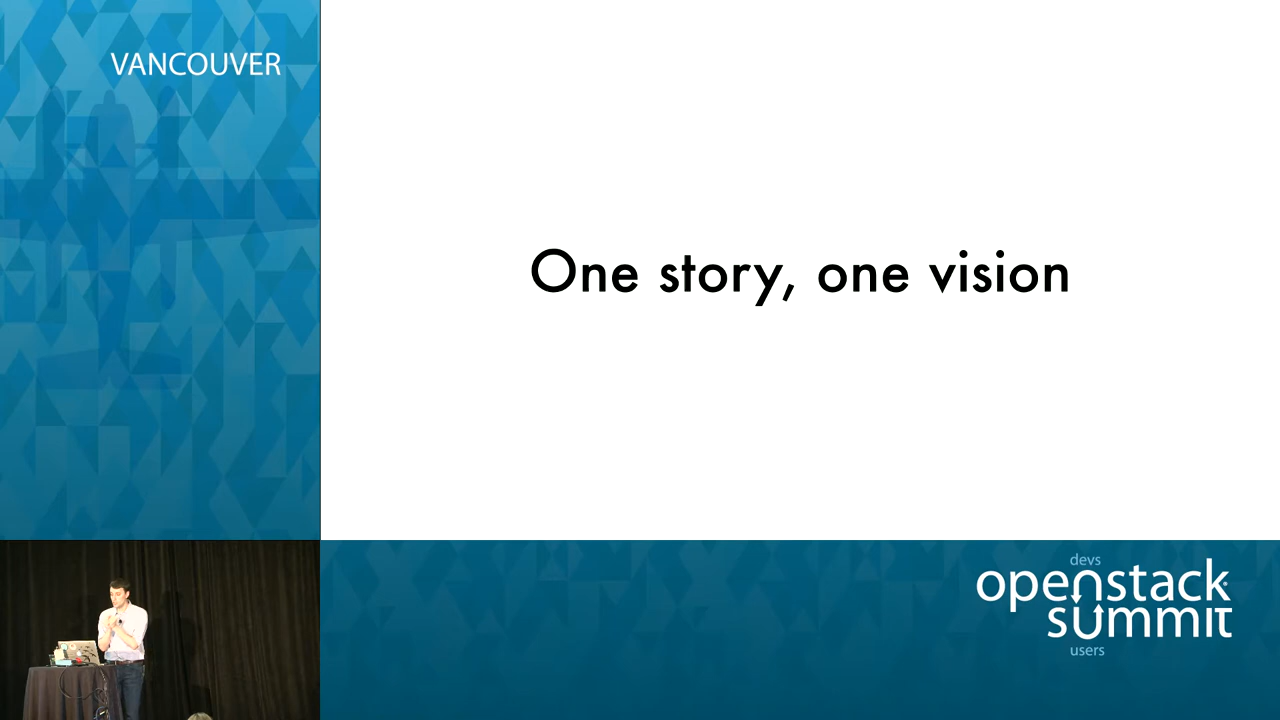 VANCOUVER
One story, one vision
devs
openstack
summit
users